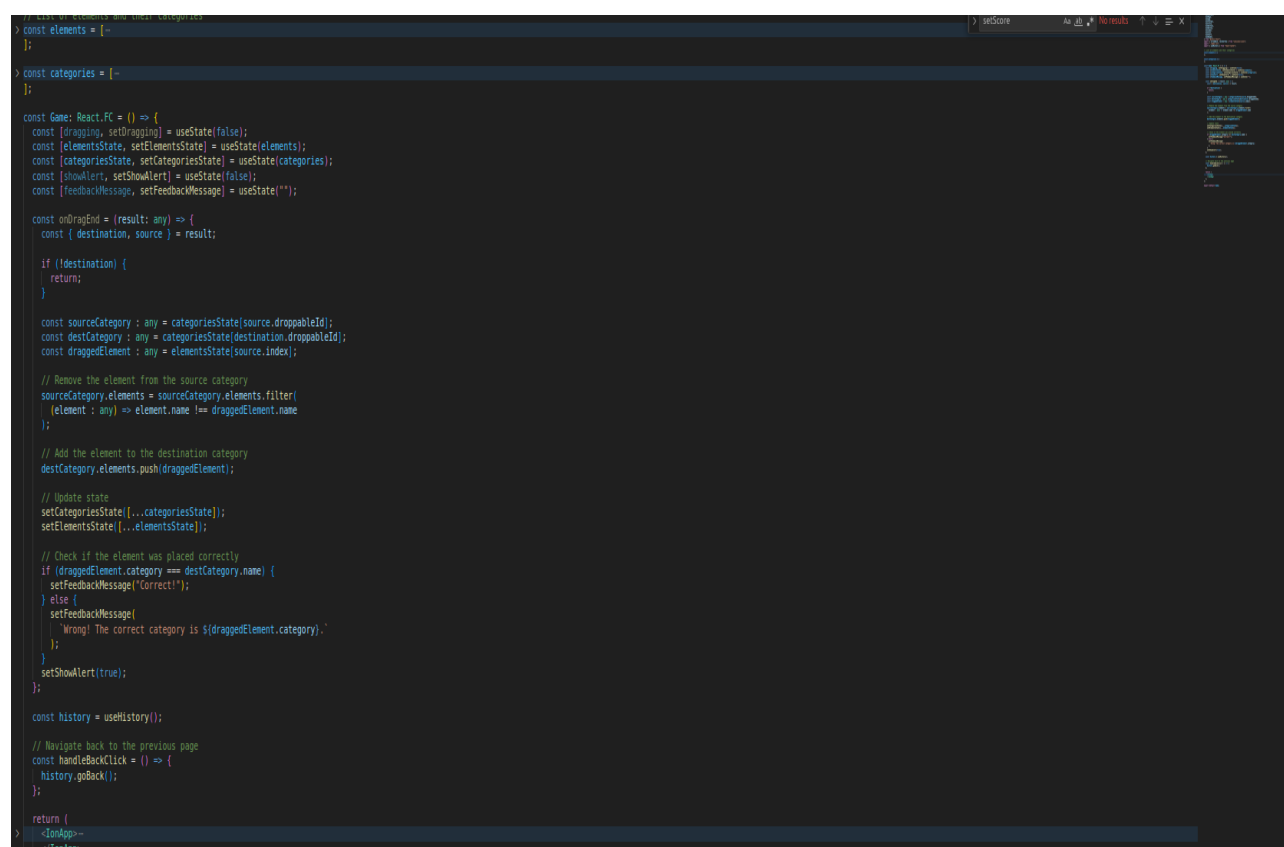 // List of elements and their categories
const elements = [⋯
];
const categories = [⋯
];
const Game: React.FC = () => {
const [dragging, setDragging] = useState(false);
const [elementsState, setElementsState] = useState(elements);
const [categoriesState, setCategoriesState] = useState(categories);
const [showAlert, setShowAlert] = useState(false);
const [feedbackMessage, setFeedbackMessage] = useState("");
const onDragEnd = (result: any) => {
const { destination, source } = result;
if (!destination) {
return;
}
const sourceCategory : any = categoriesState[source.droppableId];
const destCategory : any = categoriesState[destination.droppableId];
const draggedElement : any = elementsState[source.index];
// Remove the element from the source category
sourceCategory.elements = sourceCategory.elements.filter(
(element : any) => element.name !== draggedElement.name
);
// Add the element to the destination category
destCategory.elements.push(draggedElement);
// Update state
setCategoriesState([...categoriesState]);
setElementsState([...elementsState]);
// Check if the element was placed correctly
if (draggedElement.category === destCategory.name) {
setFeedbackMessage("Correct!");
} else {
setFeedbackMessage(
`Wrong! The correct category is ${draggedElement.category}.`
);
}
setShowAlert(true);
};
const history = useHistory();
// Navigate back to the previous page
const handleBackClick = () => {
history.goBack();
};
return (
<IonApp>⋯
setScore
Aa ab .* No results